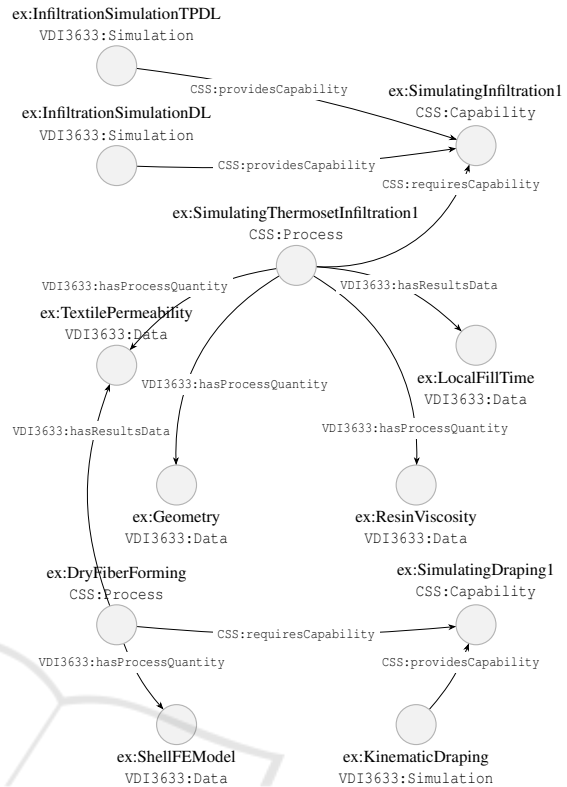 ex:InfiltrationSimulationTPDL
VDI3633:Simulation
CSS:providesCapability
ex:SimulatingInfiltration1
CSS:Capability
ex:InfiltrationSimulationDL
VDI3633:Simulation
CSS:providesCapability
CSS:requiresCapability
ex:SimulatingThermosetInfiltration1
CSS:Process
VDI3633:hasProcessQuantity
VDI3633:hasResultsData
ex:TextilePermeability
VDI3633:Data
ex:LocalFillTime
VDI3633:Data
VDI3633:hasProcessQuantity
VDI3633:hasResultsData
VDI3633:hasProcessQuantity
ex:Geometry
VDI3633:Data
ex:ResinViscosity
VDI3633:Data
ex:DryFiberForming
CSS:Process
ex:SimulatingDraping1
CSS:Capability
CSS:requiresCapability
VDI3633:hasProcessQuantity
CSS:providesCapability
ex:ShellFEModel
VDI3633:Data
ex:KinematicDraping
VDI3633:Simulation